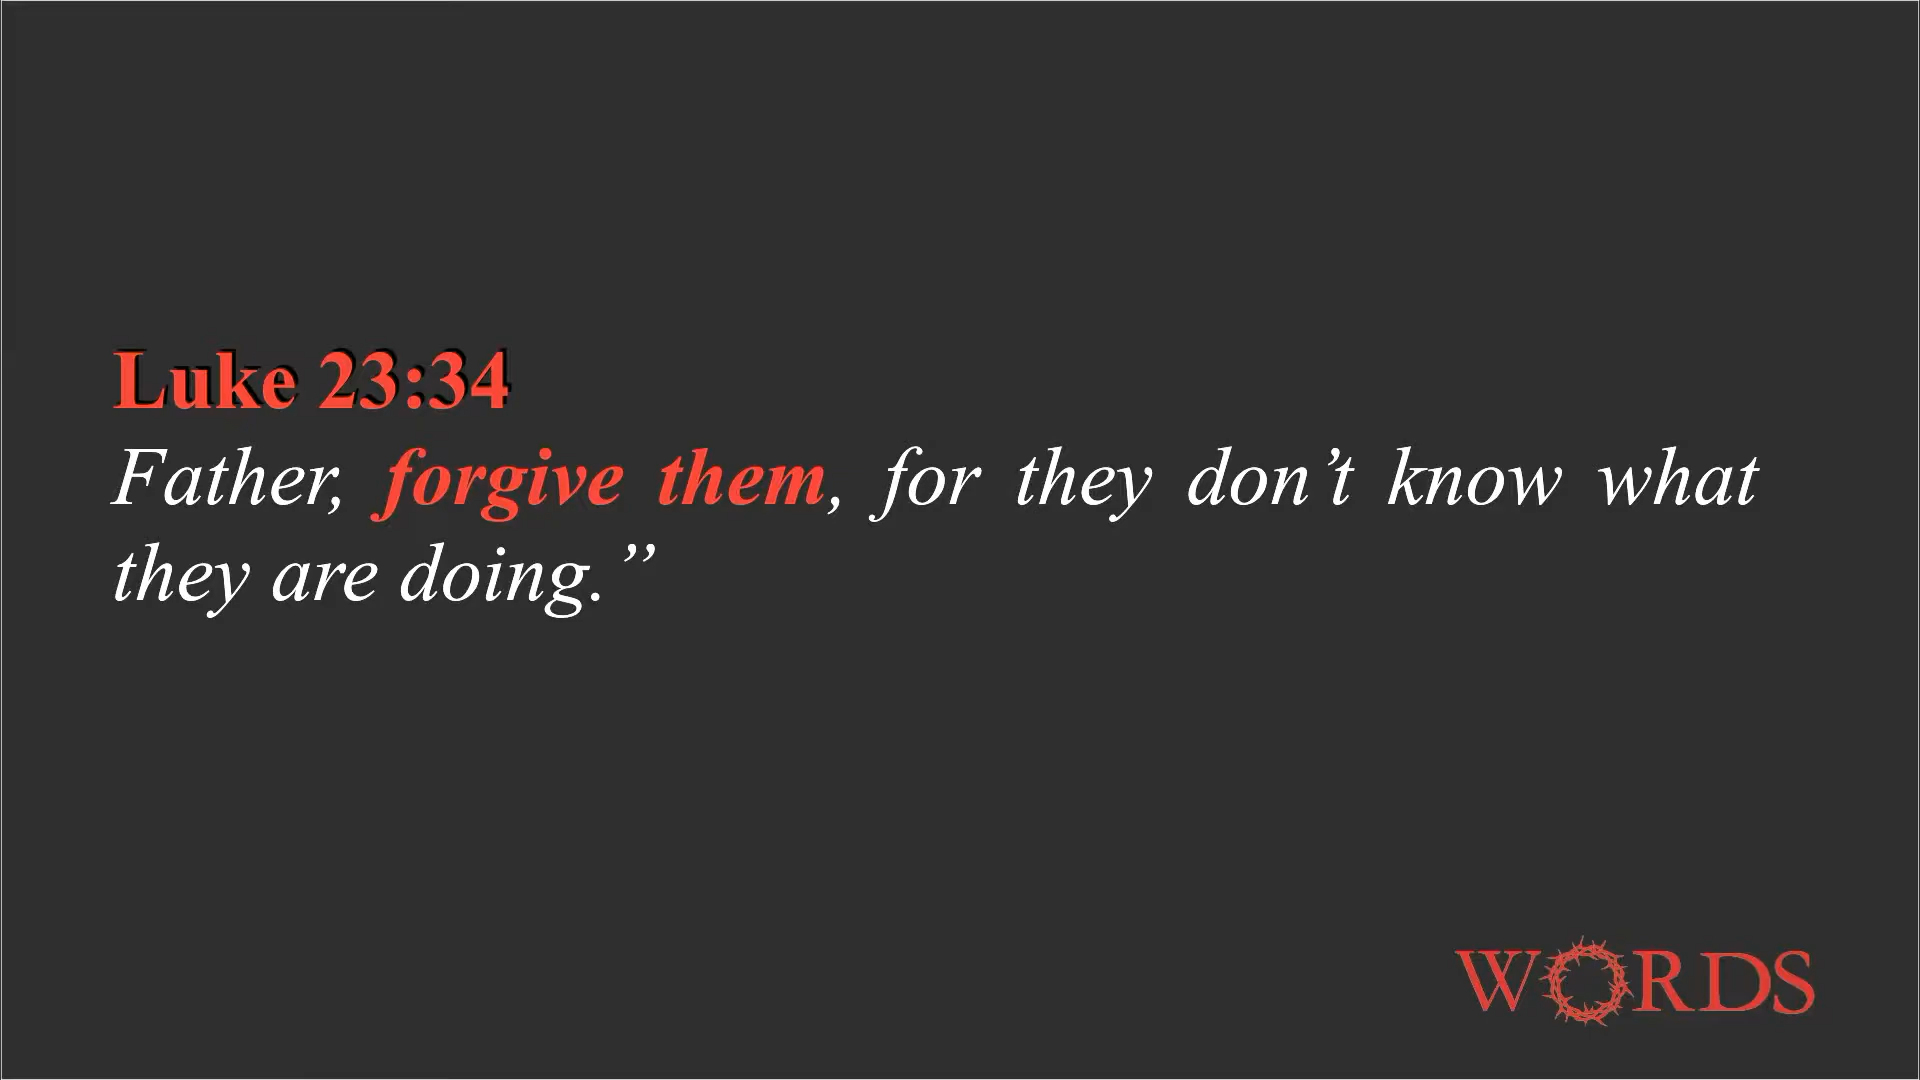 Luke 23:34
Father, forgive them, for they don’t know what
they are doing.”
WORDS